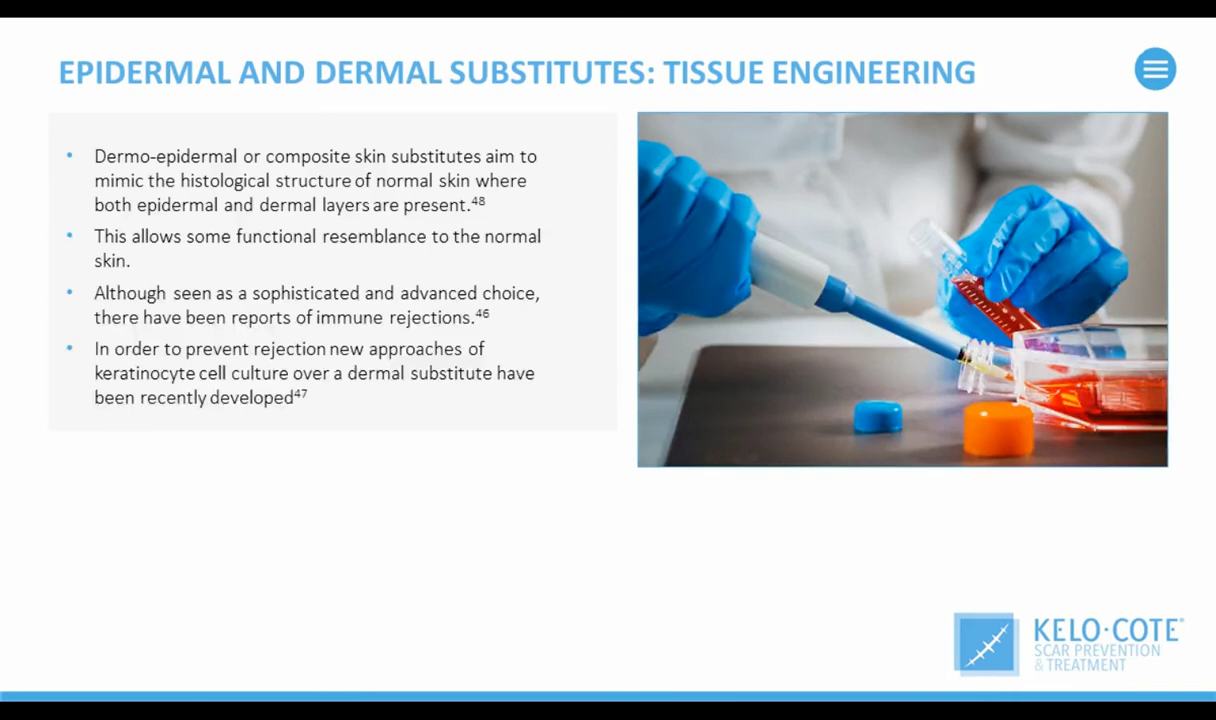 EPIDERMAL AND DERMAL SUBSTITUTES: TISSUE ENGINEERING
• Dermo-epidermal or composite skin substitutes aim to
mimic the histological structure of normal skin where
both epidermal and dermal layers are present.⁴⁸
• This allows some functional resemblance to the normal
skin.
• Although seen as a sophisticated and advanced choice,
there have been reports of immune rejections.⁴⁶
• In order to prevent rejection new approaches of
keratinocyte cell culture over a dermal substitute have
been recently developed⁴⁷
KELO·COTE®
SCAR PREVENTION
& TREATMENT